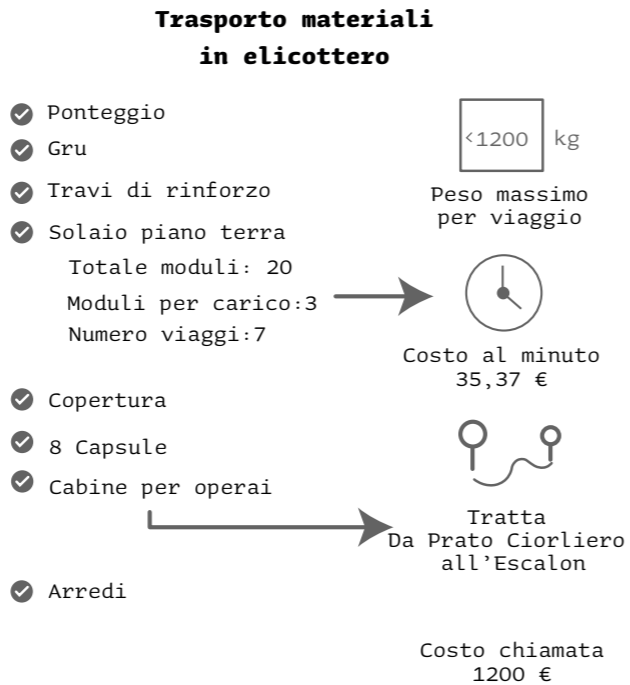 Trasporto materiali
in elicottero
Ponteggio
Gru
Travi di rinforzo
Solaio piano terra
Totale moduli: 20
Moduli per carico:3
Numero viaggi:7
Copertura
8 Capsule
Cabine per operai
Arredi
<1200 kg
Peso massimo
per viaggio
Costo al minuto
35,37 €
Tratta
Da Prato Ciorliero
all'Escalon
Costo chiamata
1200 €